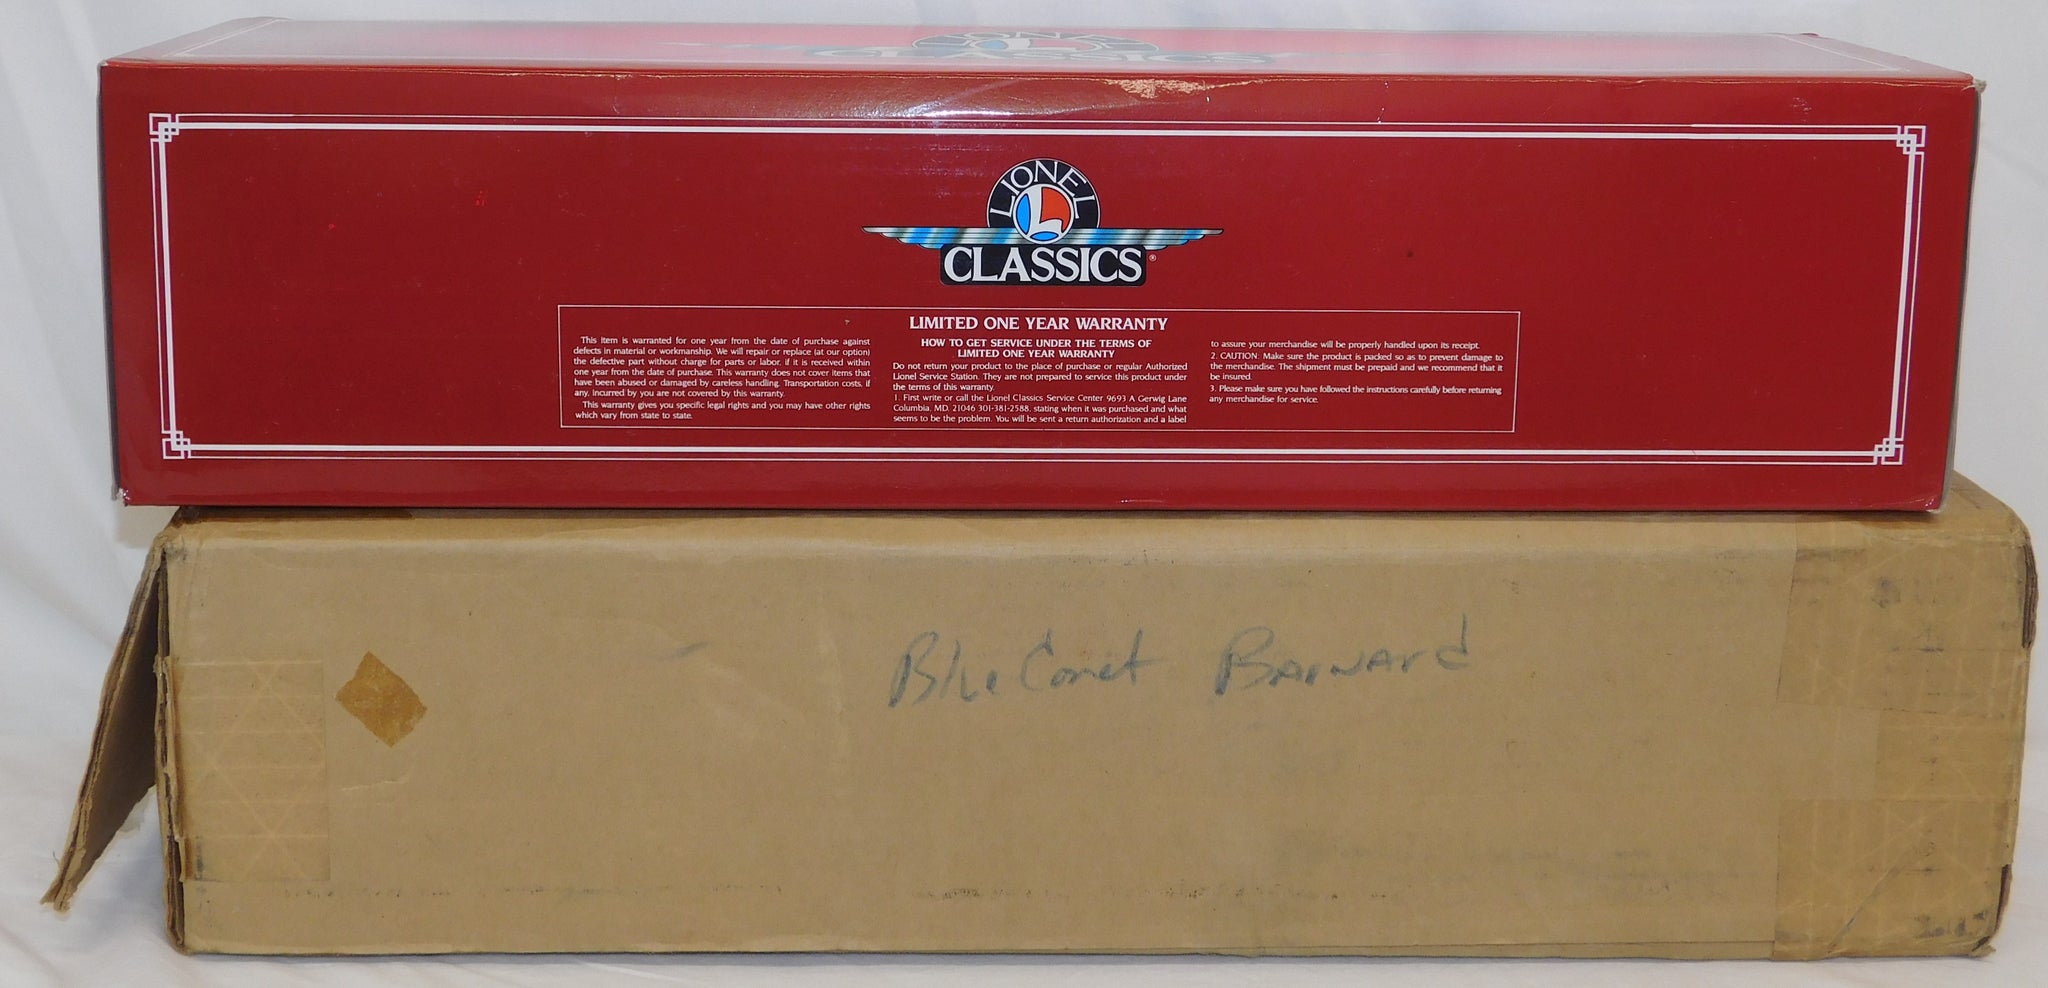 LIONEL
L
CLASSICS
LIONEL
L
CLASSICS®
LIMITED ONE YEAR WARRANTY
This item is warranted for one year from the date of purchase against
defects in material or workmanship. We will repair or replace (at our option)
the defective part without charge for parts or labor, if it is received within
one year from the date of purchase. This warranty does not cover items that
have been abused or damaged by careless handling. Transportation costs, if
any, incurred by you are not covered by this warranty.
This warranty gives you specific legal rights and you may have other rights
which vary from state to state.
HOW TO GET SERVICE UNDER THE TERMS OF
LIMITED ONE YEAR WARRANTY
Do not return your product to the place of purchase or regular Authorized
Lionel Service Station. They are not prepared to service this product under
the terms of this warranty.
1. First write or call the Lionel Classics Service Center 9693 A Gerwig Lane
Columbia, MD. 21046 301-381-2588, stating when it was purchased and what
seems to be the problem. You will be sent a return authorization and a label
to assure your merchandise will be properly handled upon its receipt.
2. CAUTION: Make sure the product is packed so as to prevent damage to
the merchandise. The shipment must be prepaid and we recommend that it
be insured.
3. Please make sure you have followed the instructions carefully before returning
any merchandise for service.
Blue Comet Barnard